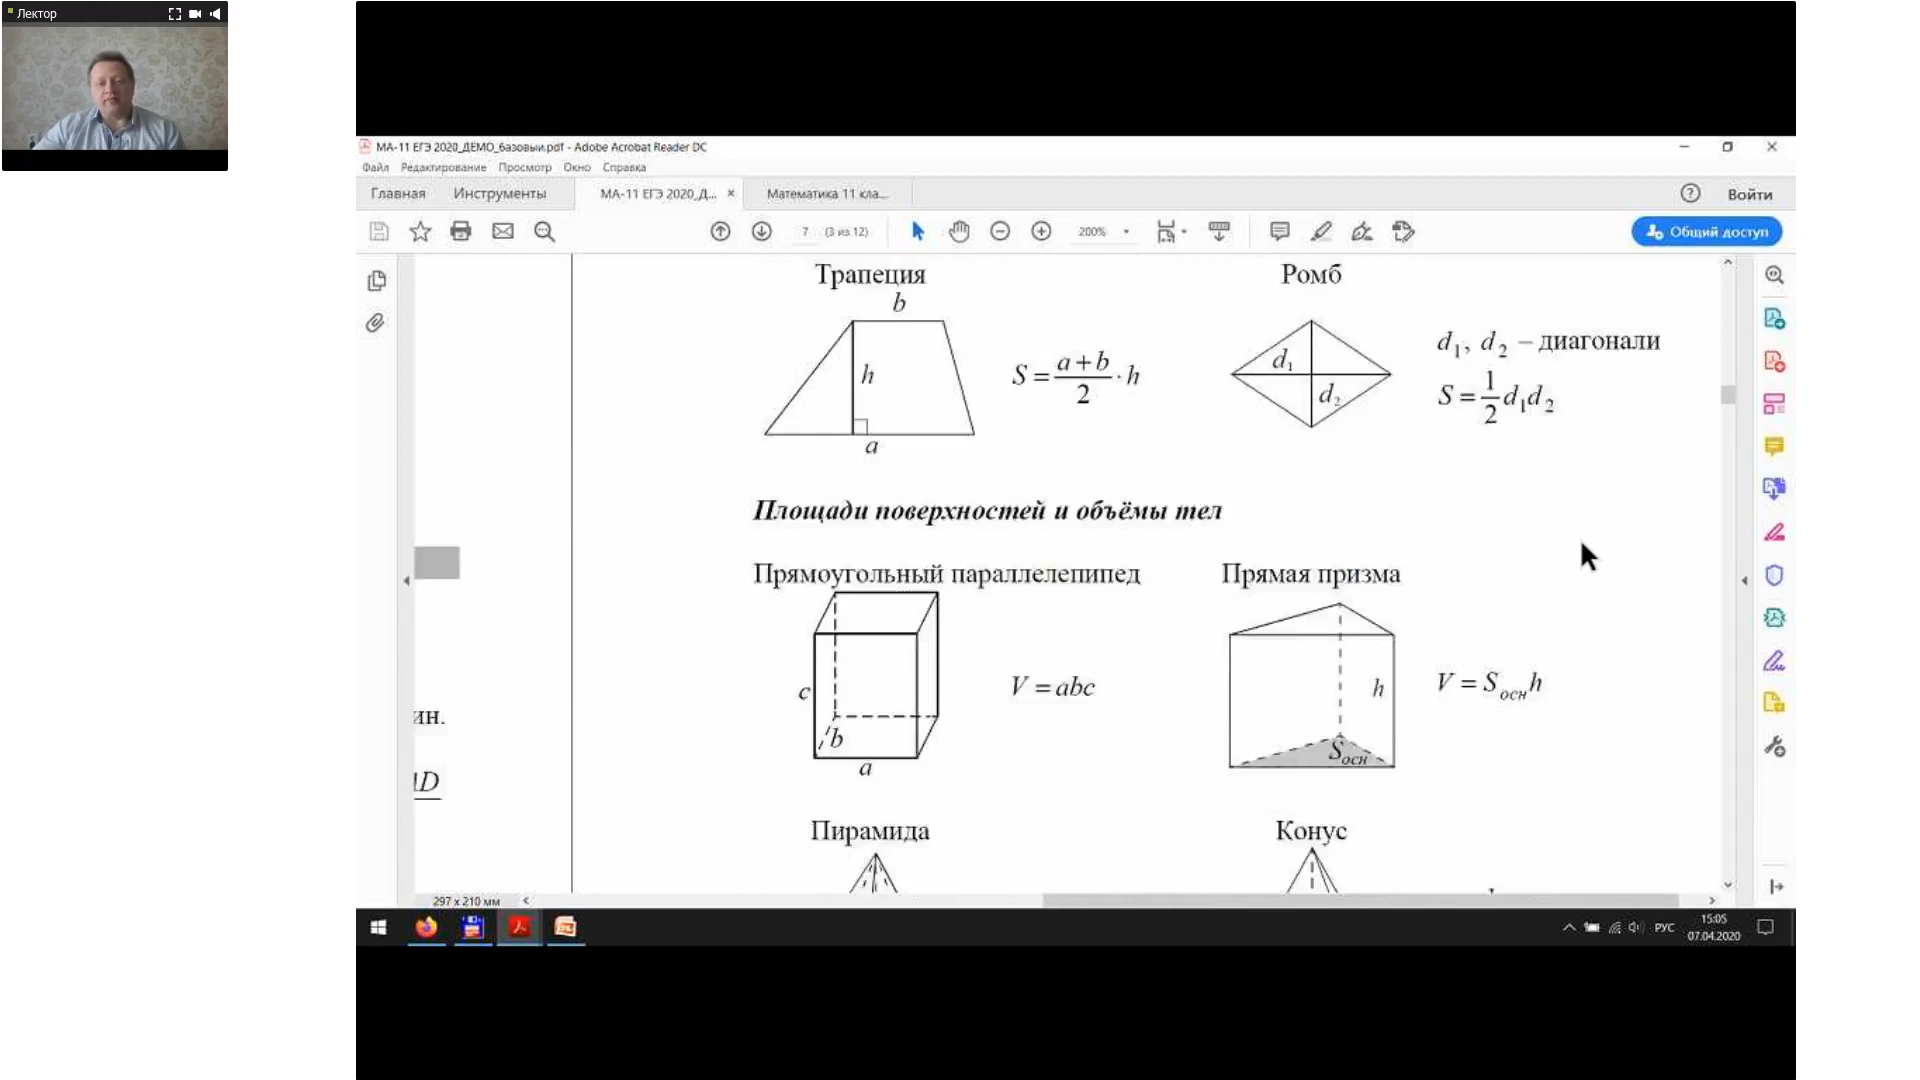 Лектор
МА-11 ЕГЭ 2020_ДЕМО_базовый.pdf - Adobe Acrobat Reader DC
Файл Редактирование Просмотр Окно Справка
Главная Инструменты МА-11 ЕГЭ 2020_Д... × Математика 11 кла... Войти
7 (3 из 12) 200% Общий доступ
Трапеция Ромб
b
h
a
S = (a + b)/2 · h
d₁
d₂
d₁, d₂ – диагонали
S = 1/2 d₁d₂
Площади поверхностей и объёмы тел
Прямоугольный параллелепипед Прямая призма
c
b
a
V = abc
h
Sосн
V = Sосн h
ин.
D
Пирамида Конус
297 x 210 мм
РУС
15:05
07.04.2020